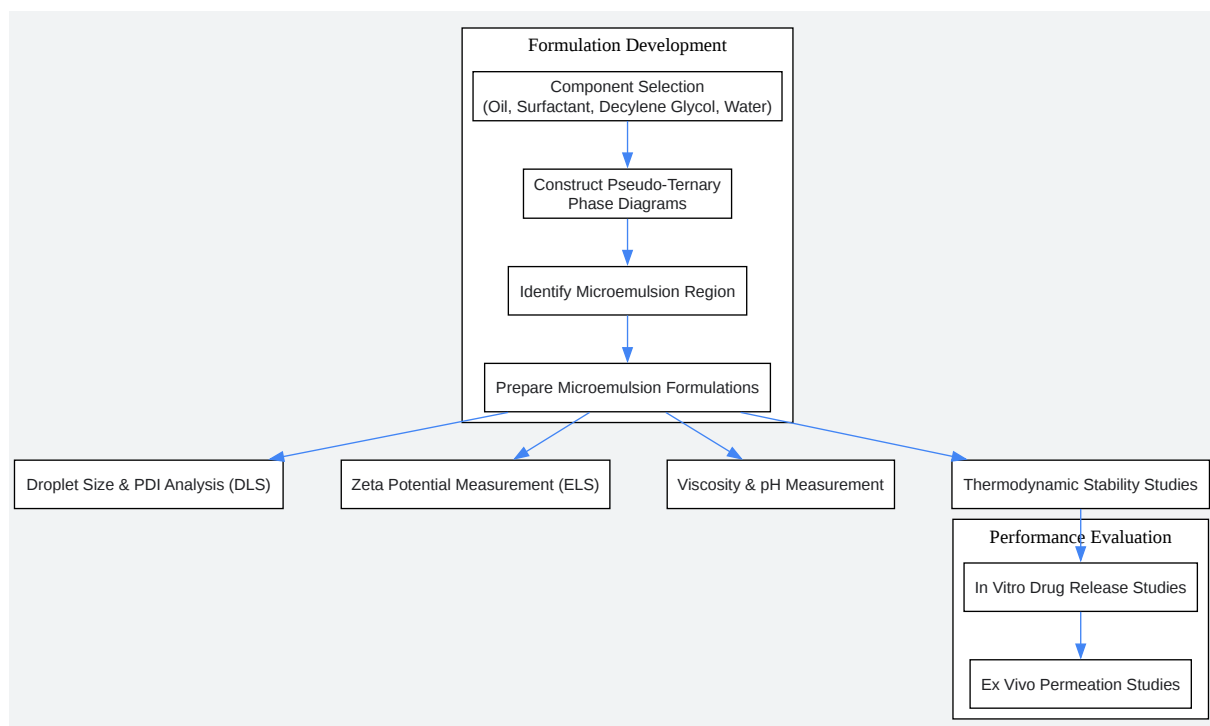 Formulation Development
Component Selection
(Oil, Surfactant, Decylene Glycol, Water)
Construct Pseudo-Ternary
Phase Diagrams
Identify Microemulsion Region
Prepare Microemulsion Formulations
Droplet Size & PDI Analysis (DLS)
Zeta Potential Measurement (ELS)
Viscosity & pH Measurement
Thermodynamic Stability Studies
Performance Evaluation
In Vitro Drug Release Studies
Ex Vivo Permeation Studies